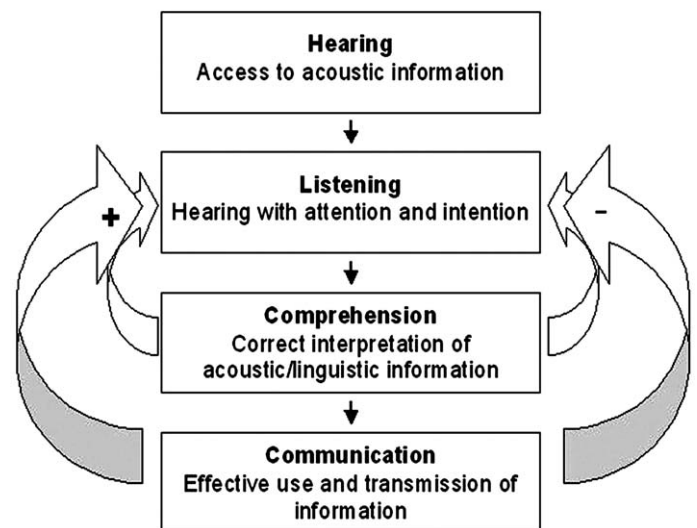 Hearing
Access to acoustic information
Listening
Hearing with attention and intention
+
-
Comprehension
Correct interpretation of
acoustic/linguistic information
Communication
Effective use and transmission of
information